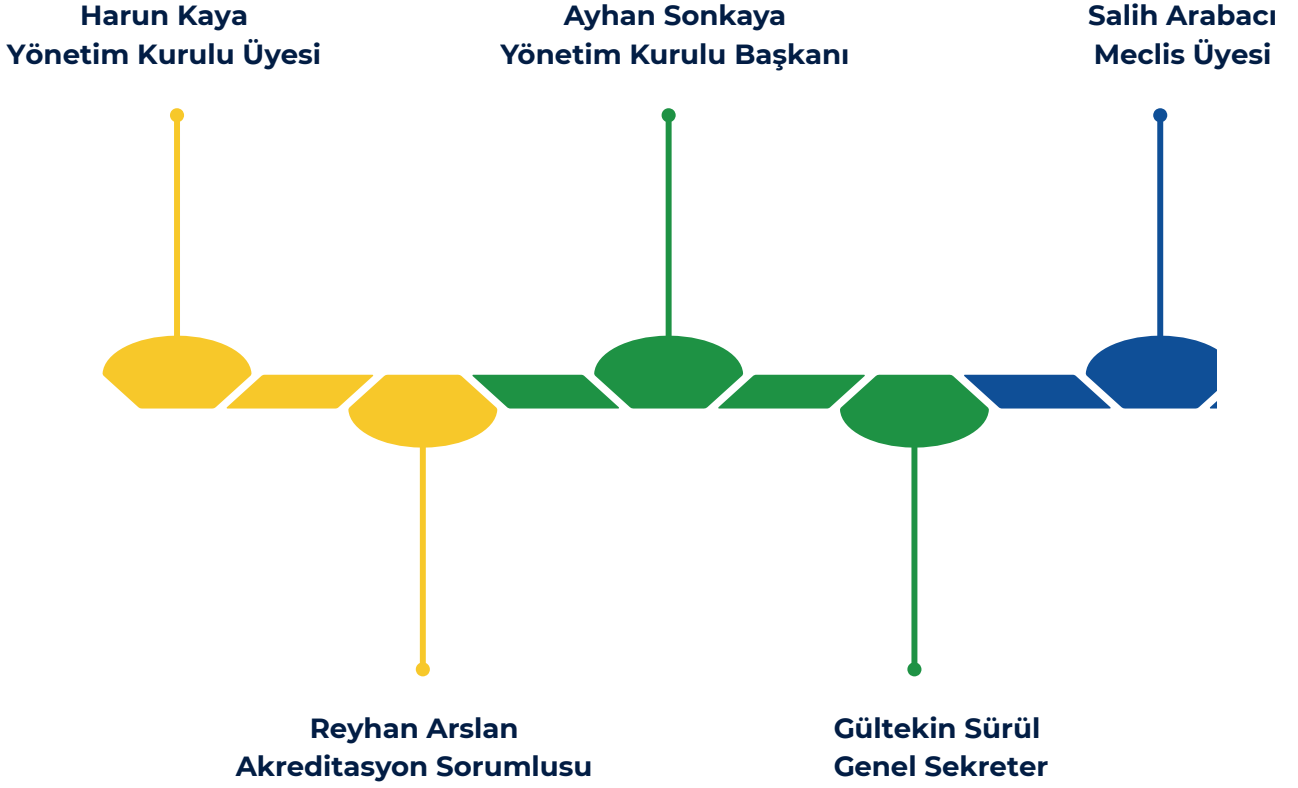 Harun Kaya
Yönetim Kurulu Üyesi
Ayhan Sonkaya
Yönetim Kurulu Başkanı
Salih Arabacı
Meclis Üyesi
Reyhan Arslan
Akreditasyon Sorumlusu
Gültekin Sürül
Genel Sekreter